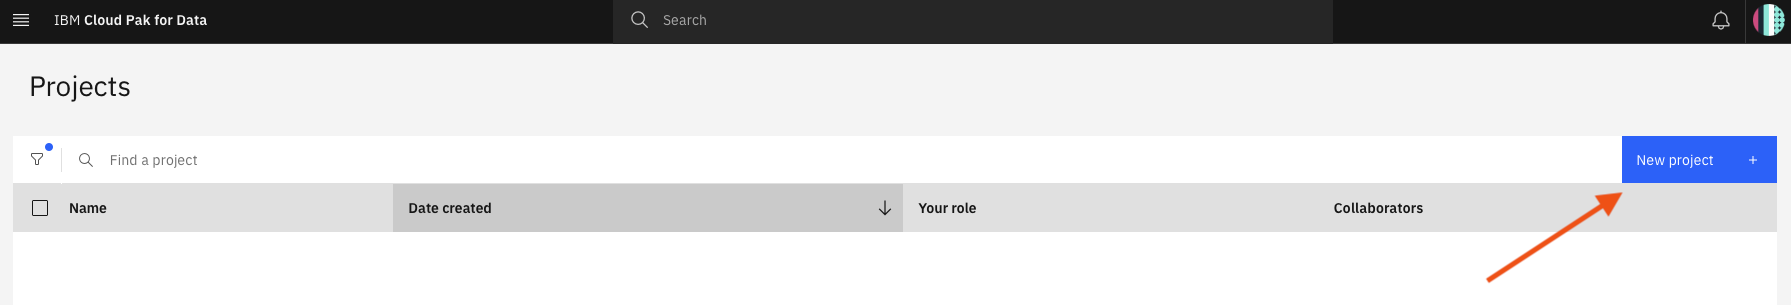 IBM Cloud Pak for Data
Search
Projects
Find a project
New project +
Name
Date created
Your role
Collaborators